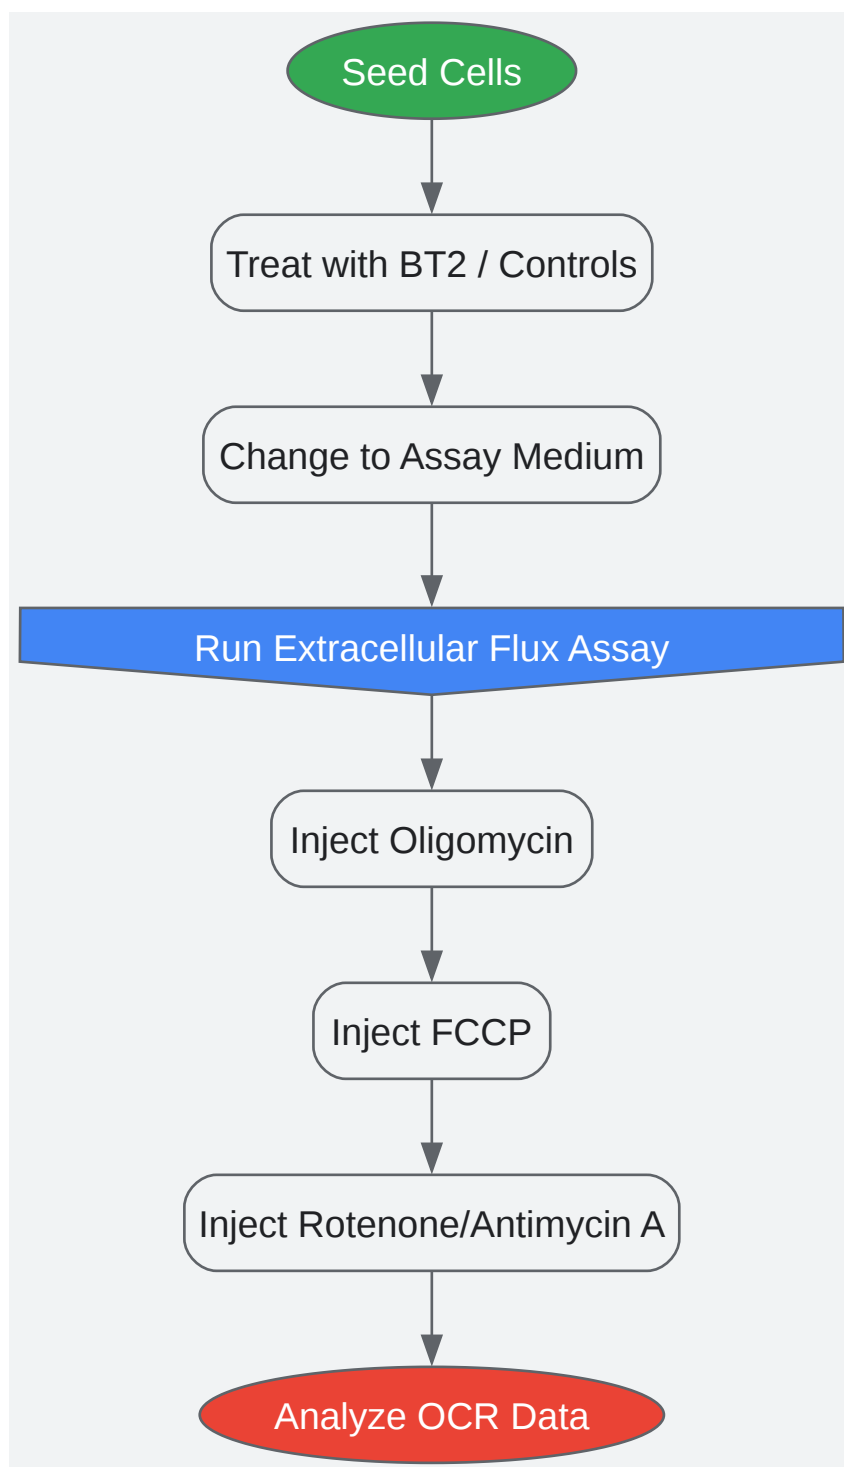 Seed Cells
Treat with BT2 / Controls
Change to Assay Medium
Run Extracellular Flux Assay
Inject Oligomycin
Inject FCCP
Inject Rotenone/Antimycin A
Analyze OCR Data